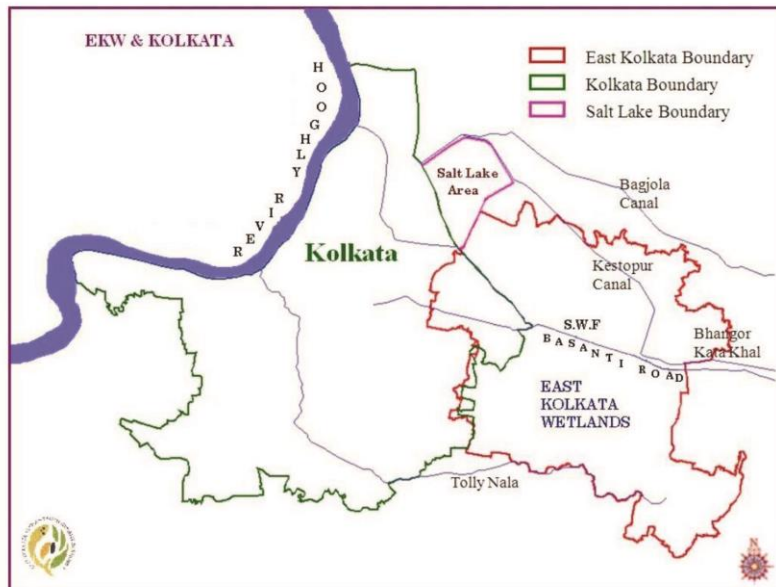 EKW & KOLKATA
East Kolkata Boundary
Kolkata Boundary
Salt Lake Boundary
HOOGHLY
RIVER
Salt Lake
Area
Bagjola
Canal
Kolkata
Kestopur
Canal
S.W.F
BASANTI ROAD
Bhangor
Kata Khal
EAST
KOLKATA
WETLANDS
Tolly Nala
N